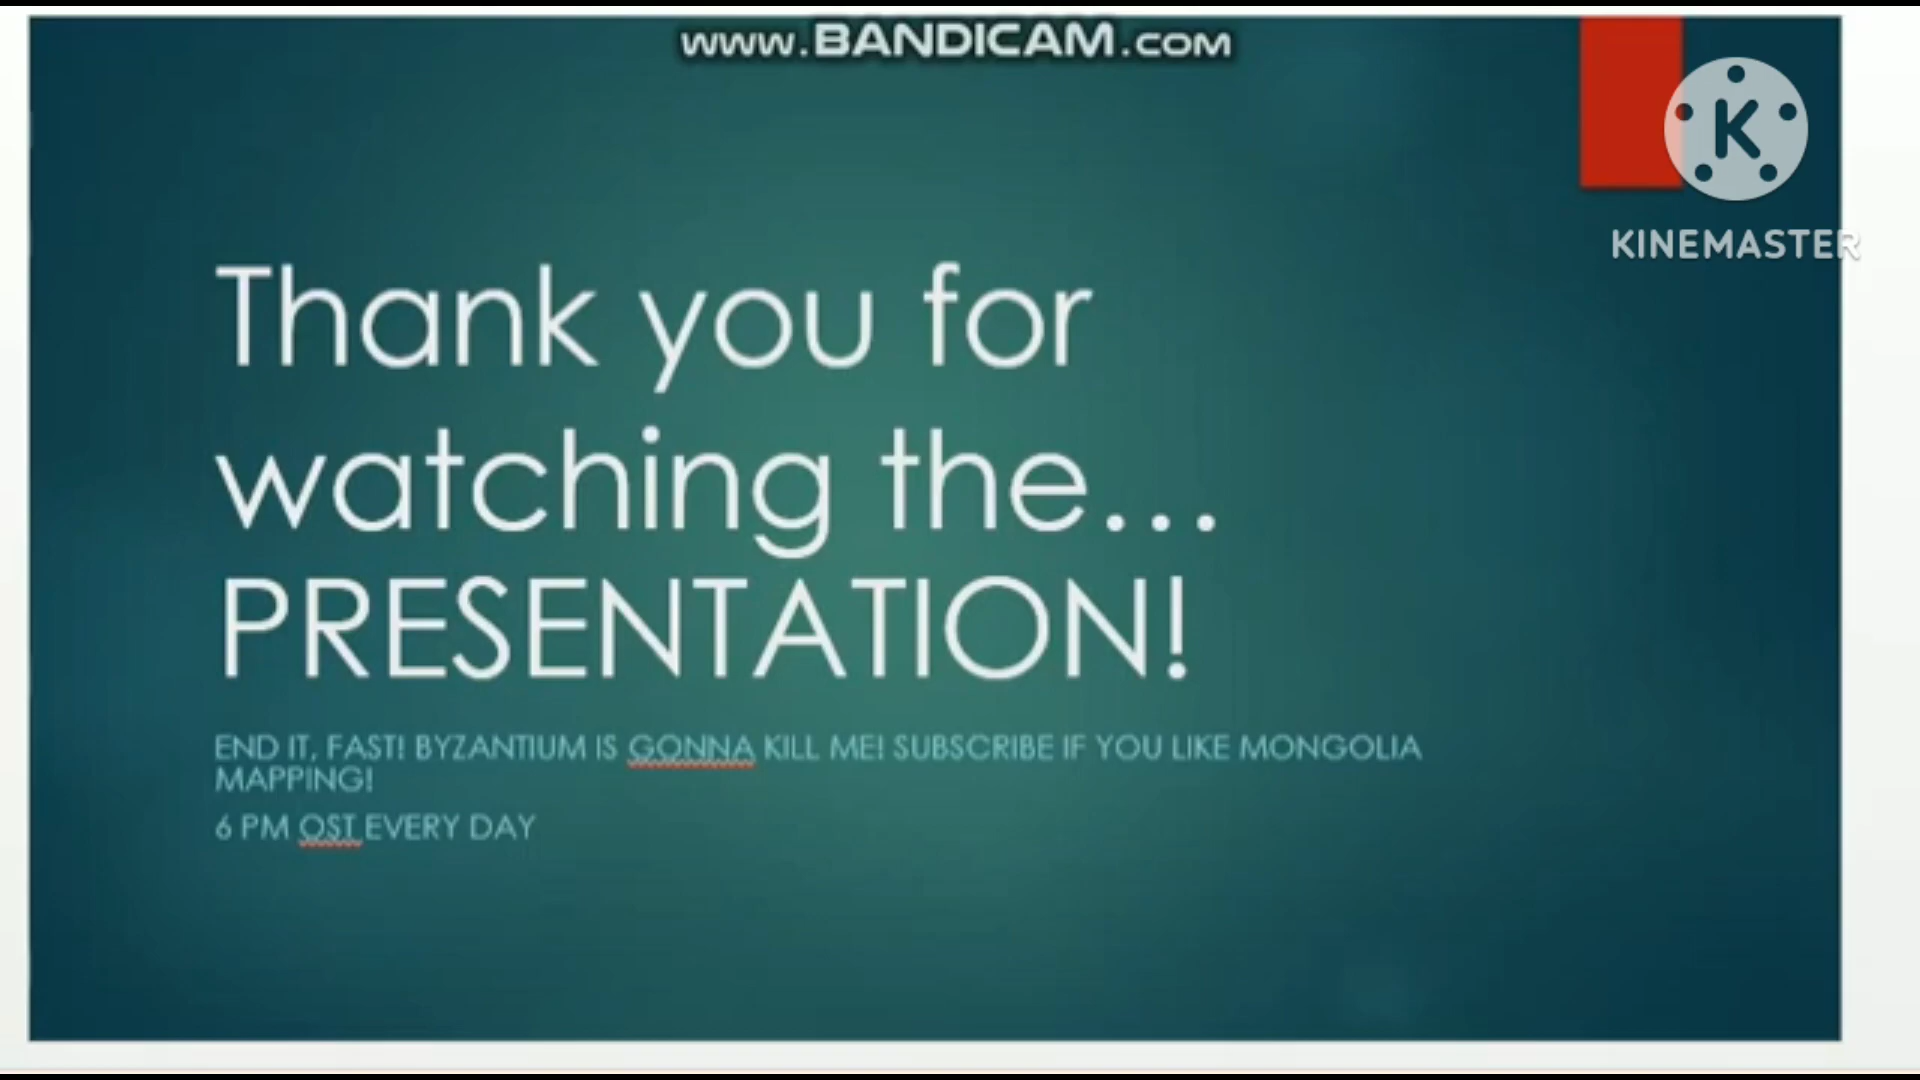 www.BANDICAM.com
K
KINEMASTER
Thank you for
watching the...
PRESENTATION!
END IT, FAST! BYZANTIUM IS GONNA KILL ME! SUBSCRIBE IF YOU LIKE MONGOLIA
MAPPING!
6 PM OST EVERY DAY